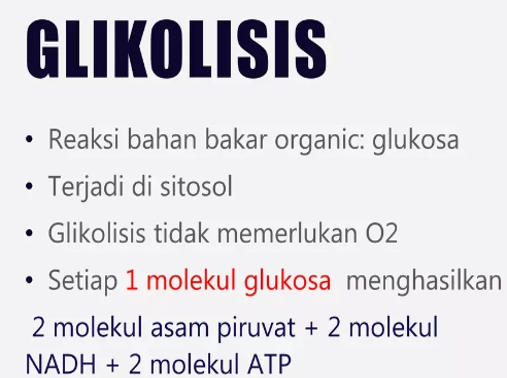 GLIKOLISIS
• Reaksi bahan bakar organic: glukosa
• Terjadi di sitosol
• Glikolisis tidak memerlukan O2
• Setiap 1 molekul glukosa menghasilkan
2 molekul asam piruvat + 2 molekul
NADH + 2 molekul ATP